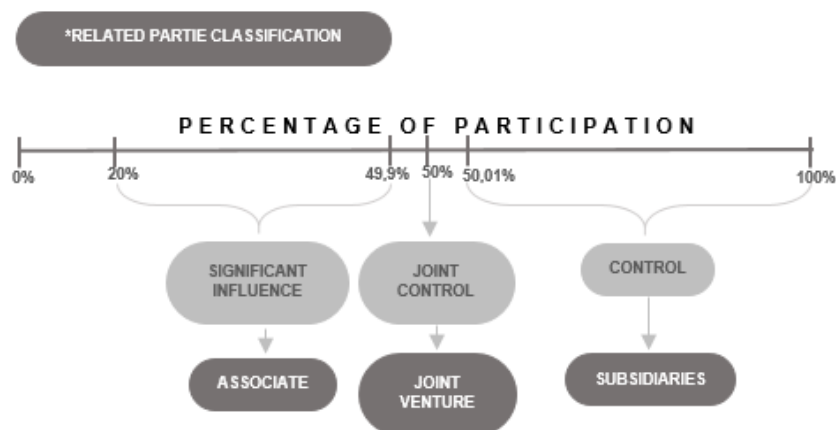 *RELATED PARTIE CLASSIFICATION
PERCENTAGE OF PARTICIPATION
0%
20%
49,9%
50%
50,01%
100%
SIGNIFICANT
INFLUENCE
JOINT
CONTROL
CONTROL
ASSOCIATE
JOINT
VENTURE
SUBSIDIARIES